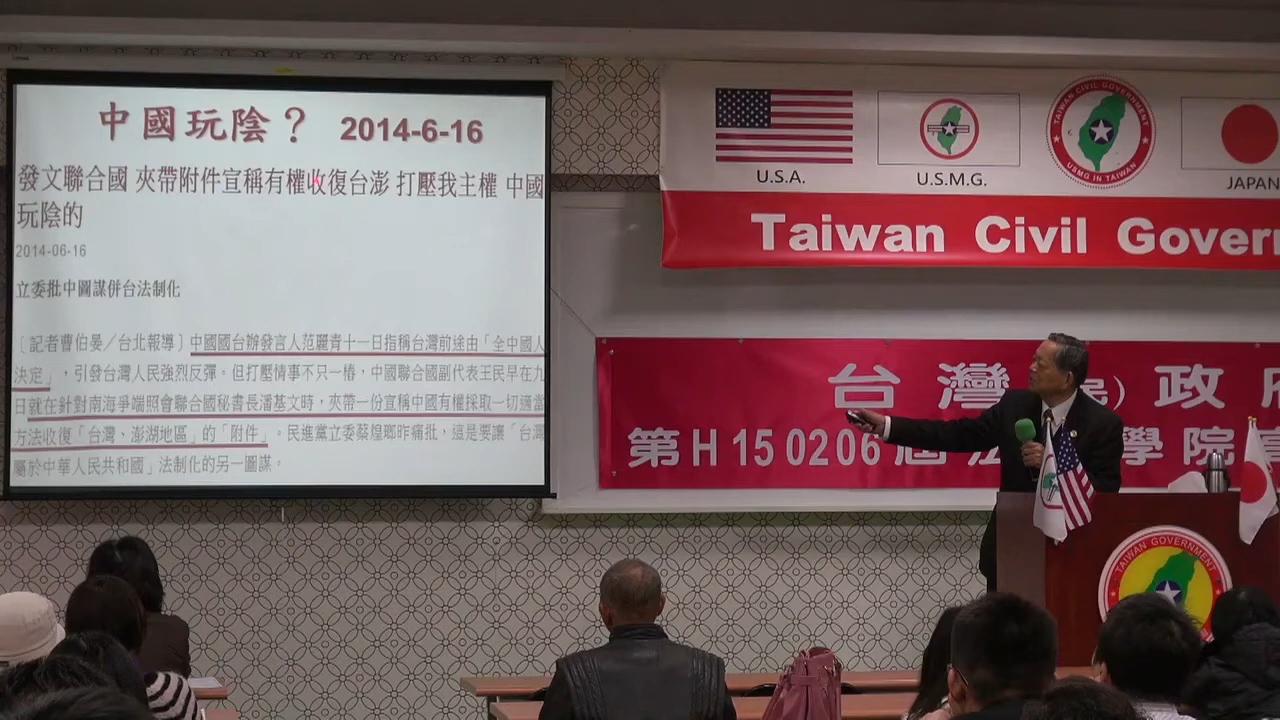 中國玩陰？ 2014-6-16
發文聯合國 夾帶附件宣稱有權收復台澎 打壓我主權 中國
玩陰的
2014-06-16
立委批中圖謀併台法制化
〔記者曹伯晏／台北報導〕中國國台辦發言人范麗青十一日指稱台灣前途由「全中國人
決定」，引發台灣人民強烈反彈。但打壓情事不只一樁，中國聯合國副代表王民早在九
日就在針對南海爭端照會聯合國秘書長潘基文時，夾帶一份宣稱中國有權採取一切適當
方法收復「台灣、澎湖地區」的「附件」。民進黨立委蔡煌瑯昨痛批，這是要讓「台灣
屬於中華人民共和國」法制化的另一圖謀。
U.S.A.
U.S.M.G.
TAIWAN CIVIL GOVERNMENT
USMG IN TAIWAN
JAPAN
Taiwan Civil Govern
台灣 民）政府
第H150206屆法 學院
TAIWAN GOVERNMENT